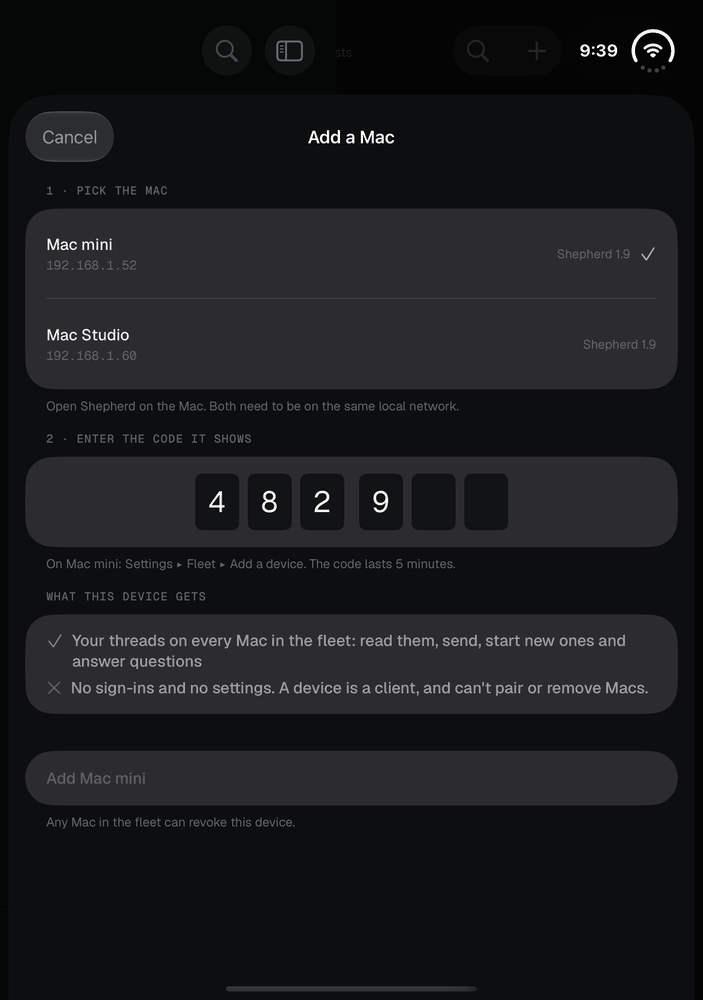 sts
9:39
Cancel
Add a Mac
1 · PICK THE MAC
Mac mini
192.168.1.52
Shepherd 1.9
Mac Studio
192.168.1.60
Shepherd 1.9
Open Shepherd on the Mac. Both need to be on the same local network.
2 · ENTER THE CODE IT SHOWS
4 8 2 9
On Mac mini: Settings ▸ Fleet ▸ Add a device. The code lasts 5 minutes.
WHAT THIS DEVICE GETS
Your threads on every Mac in the fleet: read them, send, start new ones and
answer questions
No sign-ins and no settings. A device is a client, and can't pair or remove Macs.
Add Mac mini
Any Mac in the fleet can revoke this device.